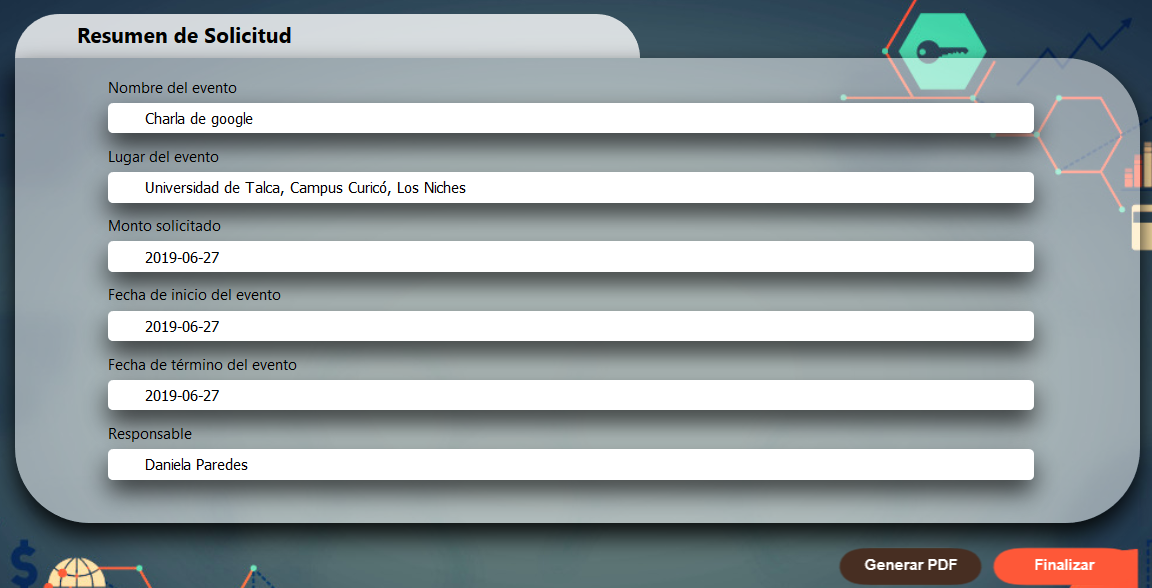 Resumen de Solicitud
Nombre del evento
Charla de google
Lugar del evento
Universidad de Talca, Campus Curicó, Los Niches
Monto solicitado
2019-06-27
Fecha de inicio del evento
2019-06-27
Fecha de término del evento
2019-06-27
Responsable
Daniela Paredes
Generar PDF
Finalizar